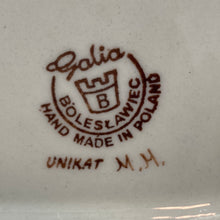 Galia
B
BOLESŁAWIEC
HAND MADE IN POLAND
UNIKAT M.M.